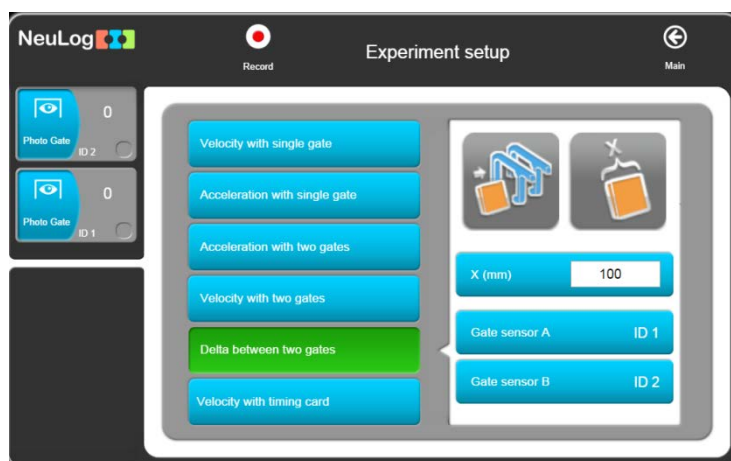 NeuLog
Record
Experiment setup
Main
0
Photo Gate
ID 2
0
Photo Gate
ID 1
Velocity with single gate
Acceleration with single gate
Acceleration with two gates
Velocity with two gates
Delta between two gates
Velocity with timing card
X
X (mm) 100
Gate sensor A ID 1
Gate sensor B ID 2